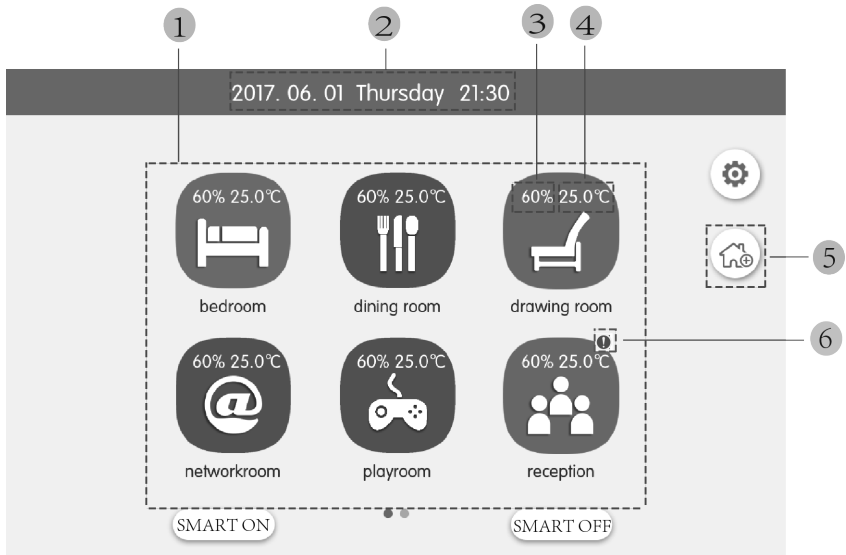 1 2 3 4
2017. 06. 01 Thursday 21:30
60% 25.0℃ 60% 25.0℃ 60% 25.0℃
bedroom dining room drawing room
5
6
60% 25.0℃ 60% 25.0℃ 60% 25.0℃
@
networkroom playroom reception
SMART ON SMART OFF